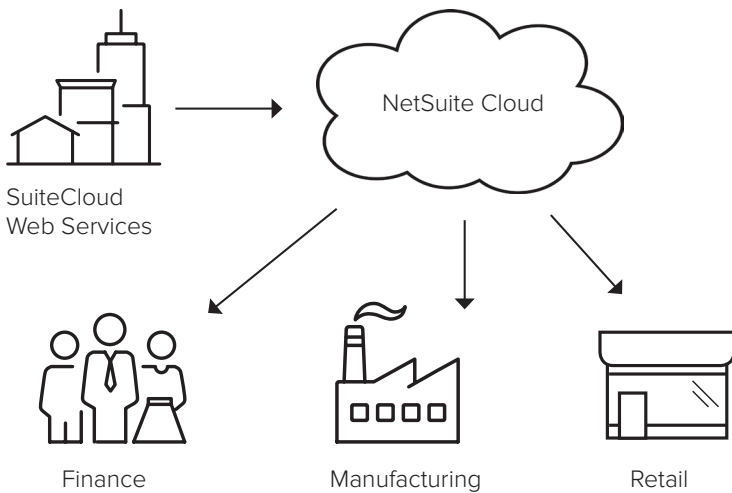 NetSuite Cloud
SuiteCloud
Web Services
Finance
Manufacturing
Retail